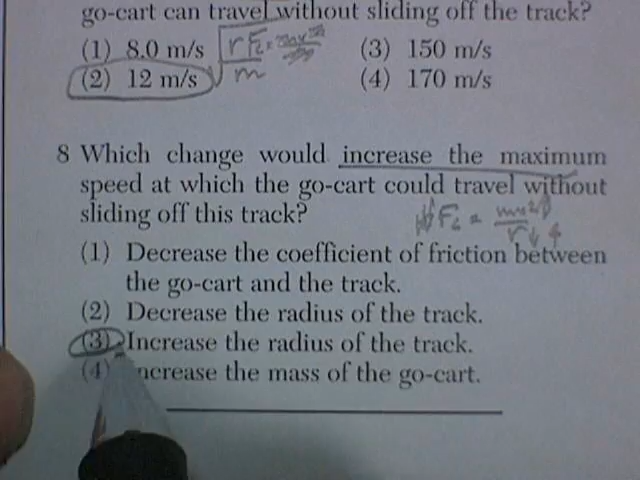 go-cart can travel without sliding off the track?
(1) 8.0 m/s
(2) 12 m/s
(3) 150 m/s
(4) 170 m/s
8 Which change would increase the maximum
speed at which the go-cart could travel without
sliding off this track?
(1) Decrease the coefficient of friction between
the go-cart and the track.
(2) Decrease the radius of the track.
(3) Increase the radius of the track.
(4) ncrease the mass of the go-cart.